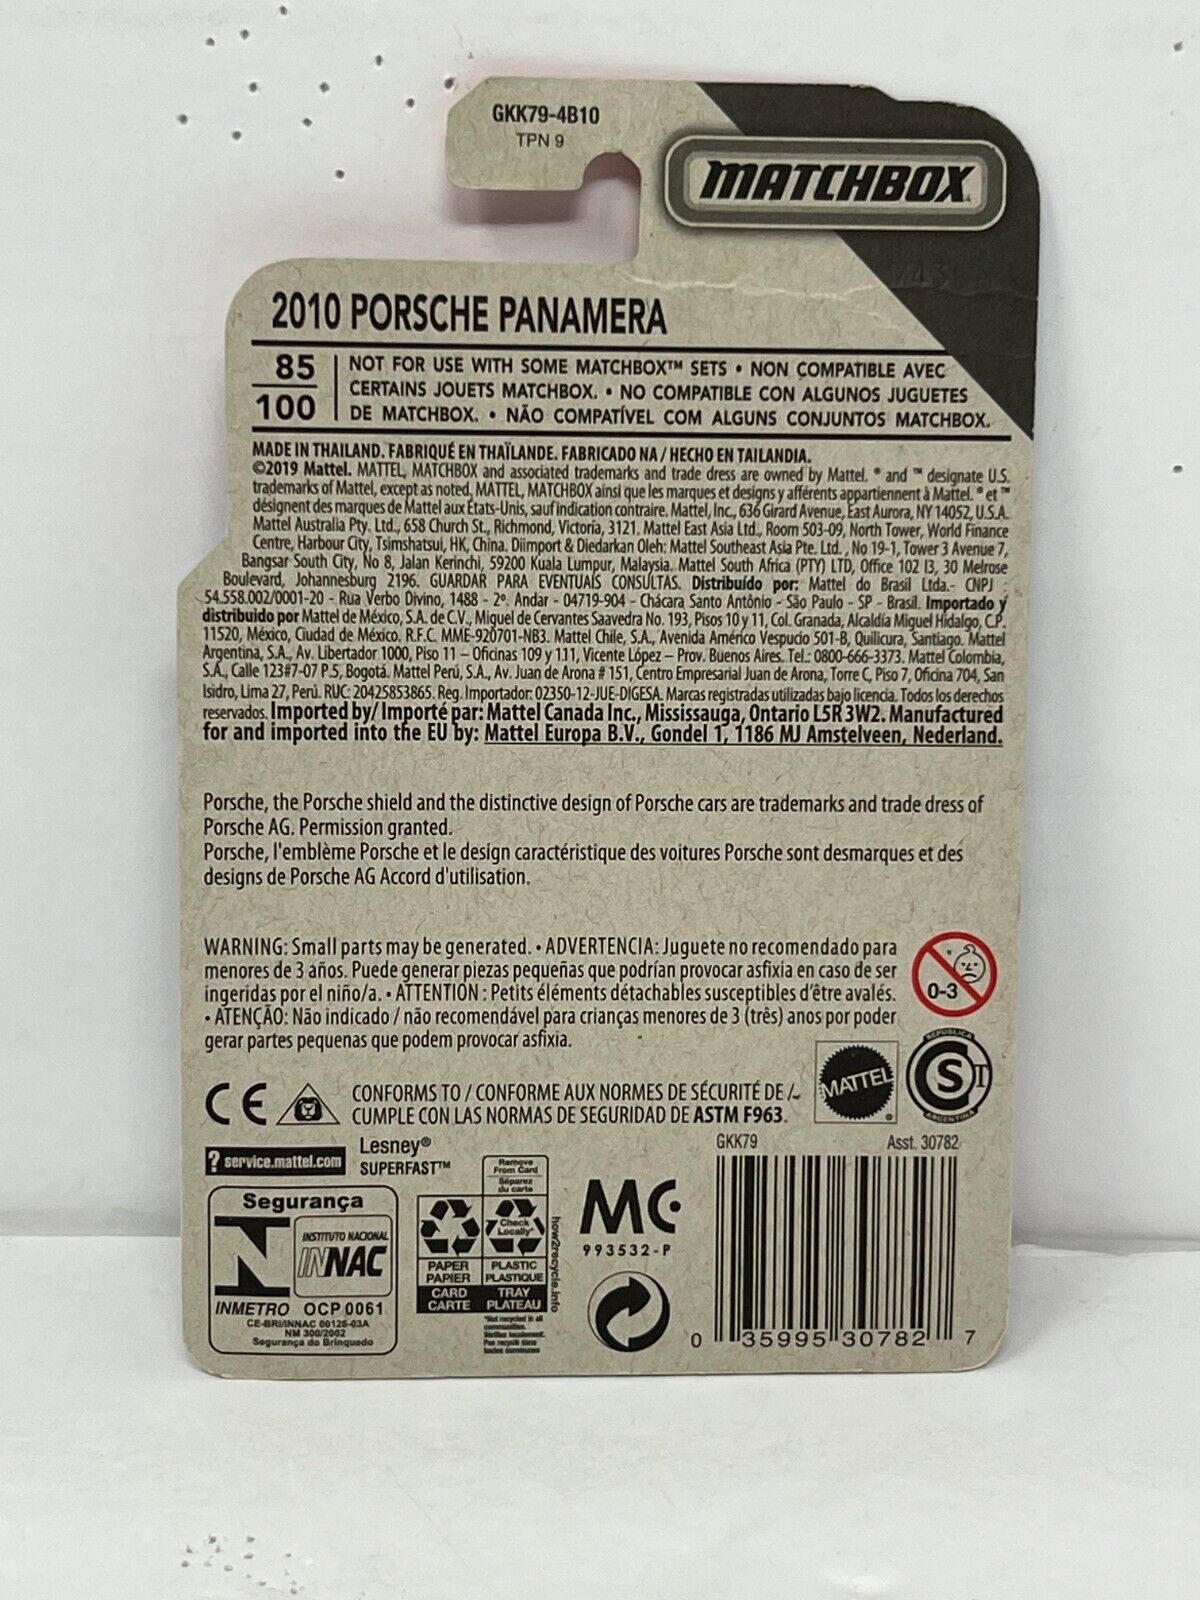 GKK79-4B10
TPN 9
MATCHBOX
2010 PORSCHE PANAMERA
85
100
NOT FOR USE WITH SOME MATCHBOX™ SETS • NON COMPATIBLE AVEC
CERTAINS JOUETS MATCHBOX. • NO COMPATIBLE CON ALGUNOS JUGUETES
DE MATCHBOX. • NÃO COMPATÍVEL COM ALGUNS CONJUNTOS MATCHBOX.
MADE IN THAILAND. FABRIQUÉ EN THAÏLANDE. FABRICADO NA / HECHO EN TAILANDIA.
©2019 Mattel. MATTEL, MATCHBOX and associated trademarks and trade dress are owned by Mattel. ® and ™ designate U.S.
trademarks of Mattel, except as noted. MATTEL, MATCHBOX ainsi que les marques et designs y afférents appartiennent à Mattel. ® et ™
désignent des marques de Mattel aux États-Unis, sauf indication contraire. Mattel, Inc., 636 Girard Avenue, East Aurora, NY 14052, U.S.A.
Mattel Australia Pty. Ltd., 658 Church St., Richmond, Victoria, 3121. Mattel East Asia Ltd., Room 503-09, North Tower, World Finance
Centre, Harbour City, Tsimshatsui, HK, China. Diimport & Diedarkan Oleh: Mattel Southeast Asia Pte. Ltd., No 19-1, Tower 3 Avenue 7,
Bangsar South City, No 8, Jalan Kerinchi, 59200 Kuala Lumpur, Malaysia. Mattel South Africa (PTY) LTD, Office 102 I3, 30 Melrose
Boulevard, Johannesburg 2196. GUARDAR PARA EVENTUAIS CONSULTAS. Distribuído por: Mattel do Brasil Ltda.- CNPJ :
54.558.002/0001-20 - Rua Verbo Divino, 1488 - 2º. Andar - 04719-904 - Chácara Santo Antônio - São Paulo - SP - Brasil. Importado y
distribuido por Mattel de México, S.A. de C.V., Miguel de Cervantes Saavedra No. 193, Pisos 10 y 11, Col. Granada, Alcaldía Miguel Hidalgo, C.P.
11520, México, Ciudad de México. R.F.C. MME-920701-NB3. Mattel Chile, S.A., Avenida Américo Vespucio 501-B, Quilicura, Santiago. Mattel
Argentina, S.A., Av. Libertador 1000, Piso 11 – Oficinas 109 y 111, Vicente López – Prov. Buenos Aires. Tel.: 0800-666-3373. Mattel Colombia,
S.A., Calle 123#7-07 P.5, Bogotá. Mattel Perú, S.A., Av. Juan de Arona # 151, Centro Empresarial Juan de Arona, Torre C, Piso 7, Oficina 704, San
Isidro, Lima 27, Perú. RUC: 20425853865. Reg. Importador: 02350-12-JUE-DIGESA. Marcas registradas utilizadas bajo licencia. Todos los derechos
reservados. Imported by/ Importé par: Mattel Canada Inc., Mississauga, Ontario L5R 3W2. Manufactured
for and imported into the EU by: Mattel Europa B.V., Gondel 1, 1186 MJ Amstelveen, Nederland.
Porsche, the Porsche shield and the distinctive design of Porsche cars are trademarks and trade dress of
Porsche AG. Permission granted.
Porsche, l'emblème Porsche et le design caractéristique des voitures Porsche sont desmarques et des
designs de Porsche AG Accord d'utilisation.
WARNING: Small parts may be generated. • ADVERTENCIA: Juguete no recomendado para
menores de 3 años. Puede generar piezas pequeñas que podrían provocar asfixia en caso de ser
ingeridas por el niño/a. • ATTENTION : Petits éléments détachables susceptibles d'être avalés.
• ATENÇÃO: Não indicado / não recomendável para crianças menores de 3 (três) anos por poder
gerar partes pequenas que podem provocar asfixia.
0-3
CE
CONFORMS TO / CONFORME AUX NORMES DE SÉCURITÉ DE /
CUMPLE CON LAS NORMAS DE SEGURIDAD DE ASTM F963.
MATTEL ®
REPUBLICA
CSI
ARGENTINA
? service.mattel.com
Lesney®
SUPERFAST™
GKK79
Asst. 30782
Segurança
INSTITUTO NACIONAL
INNAC
INMETRO OCP 0061
CE-BRI/INNAC 00128-03A
NM 300/2002
Segurança do Brinquedo
Remove
From Card
Séparez
du carte
Check
Locally*
PAPER
PAPIER
PLASTIC
PLASTIQUE
CARD
CARTE
TRAY
PLATEAU
*Not recycled in all
communities.
how2recycle.info
MC
993532-P
0 35995 30782 7